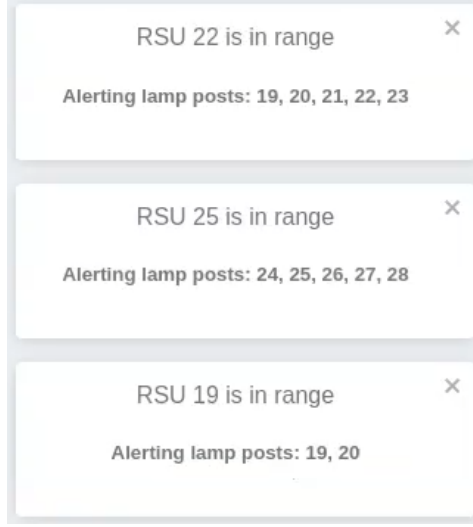 RSU 22 is in range
Alerting lamp posts: 19, 20, 21, 22, 23
RSU 25 is in range
Alerting lamp posts: 24, 25, 26, 27, 28
RSU 19 is in range
Alerting lamp posts: 19, 20